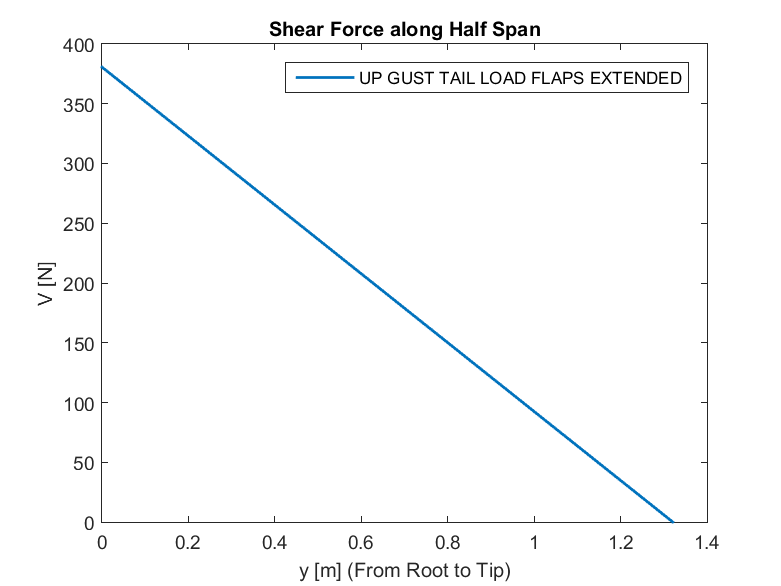 Shear Force along Half Span
UP GUST TAIL LOAD FLAPS EXTENDED
V [N]
400
350
300
250
200
150
100
50
0
0 0.2 0.4 0.6 0.8 1 1.2 1.4
y [m] (From Root to Tip)